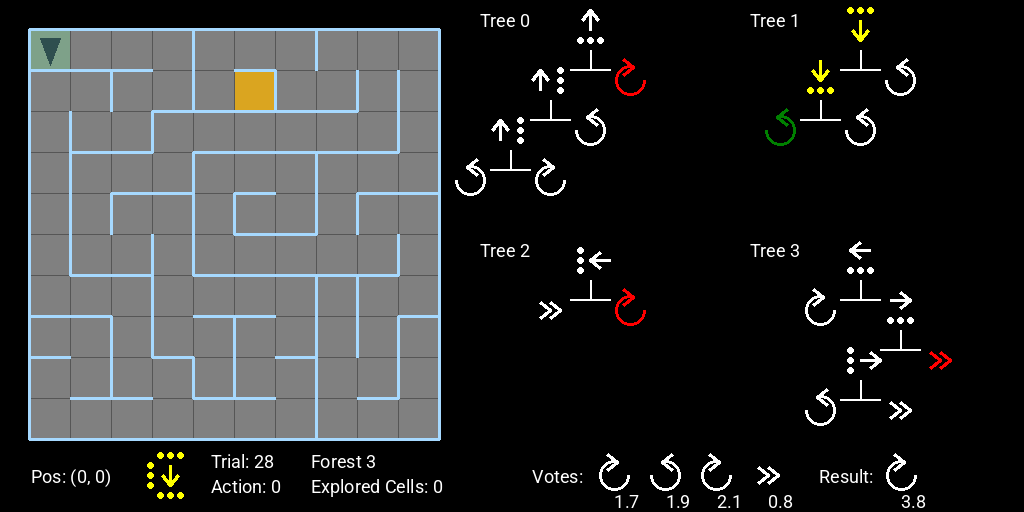 Tree 0
Tree 1
Tree 2
Tree 3
Pos: (0, 0)
Trial: 28
Forest 3
Action: 0
Explored Cells: 0
Votes:
1.7
1.9
2.1
0.8
Result:
3.8